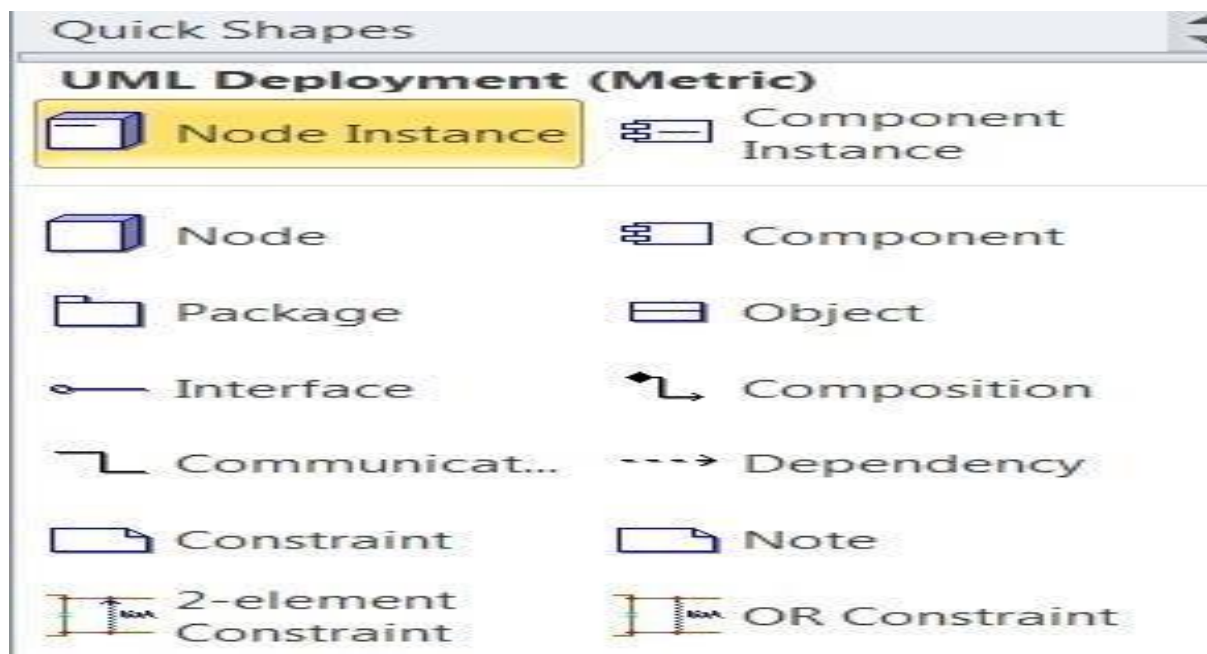 Quick Shapes
UML Deployment (Metric)
Node Instance
Component
Instance
Node
Component
Package
Object
Interface
Composition
Communicat...
Dependency
Constraint
Note
2-element
Constraint
OR Constraint